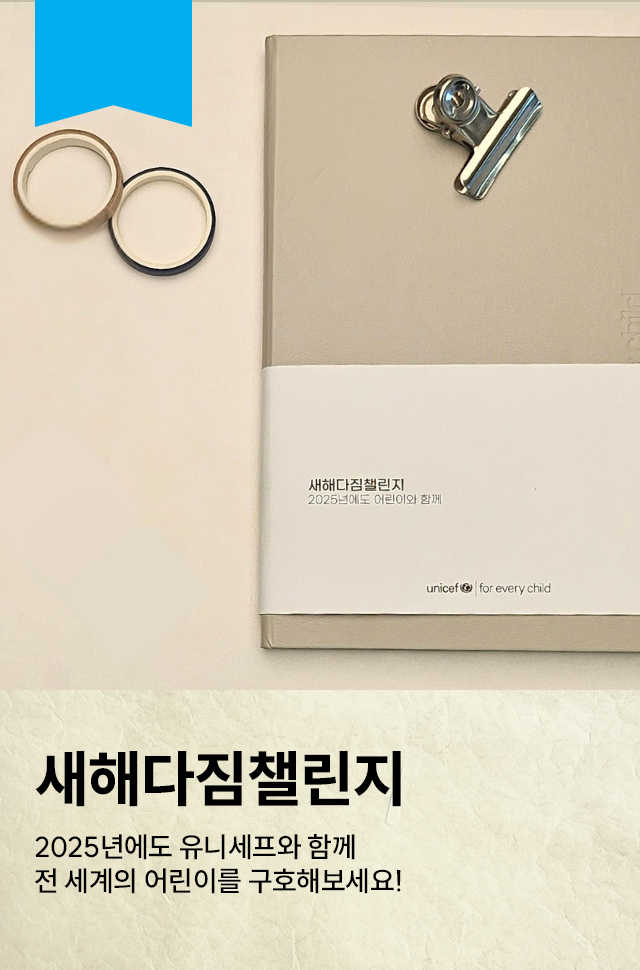 새해다짐챌린지
2025년에도 어린이와 함께
unicef for every child
새해다짐챌린지
2025년에도 유니세프와 함께
전 세계의 어린이를 구호해보세요!